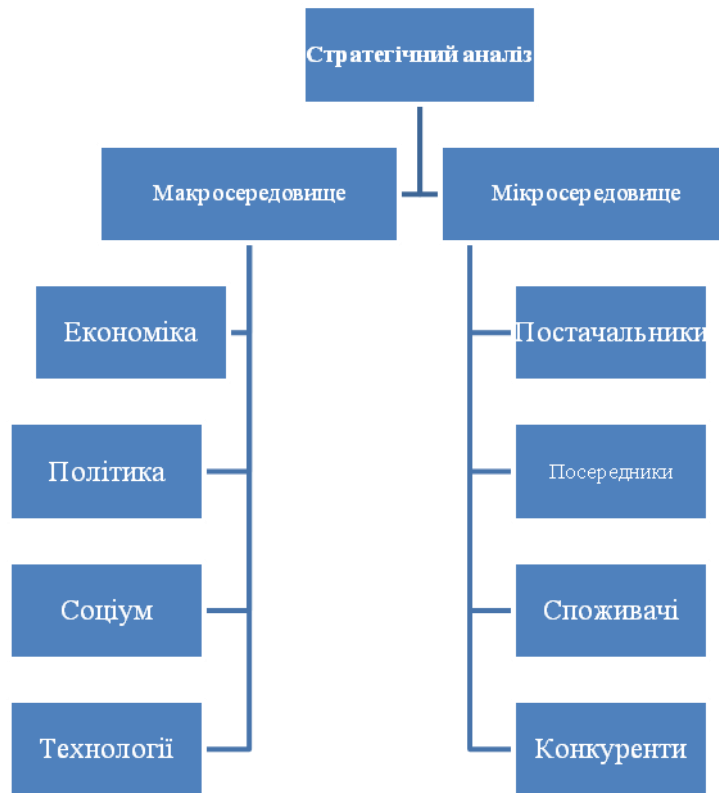 Стратегічний аналіз
Макросередовище
Мікросередовище
Економіка
Постачальники
Політика
Посередники
Соціум
Споживачі
Технології
Конкуренти